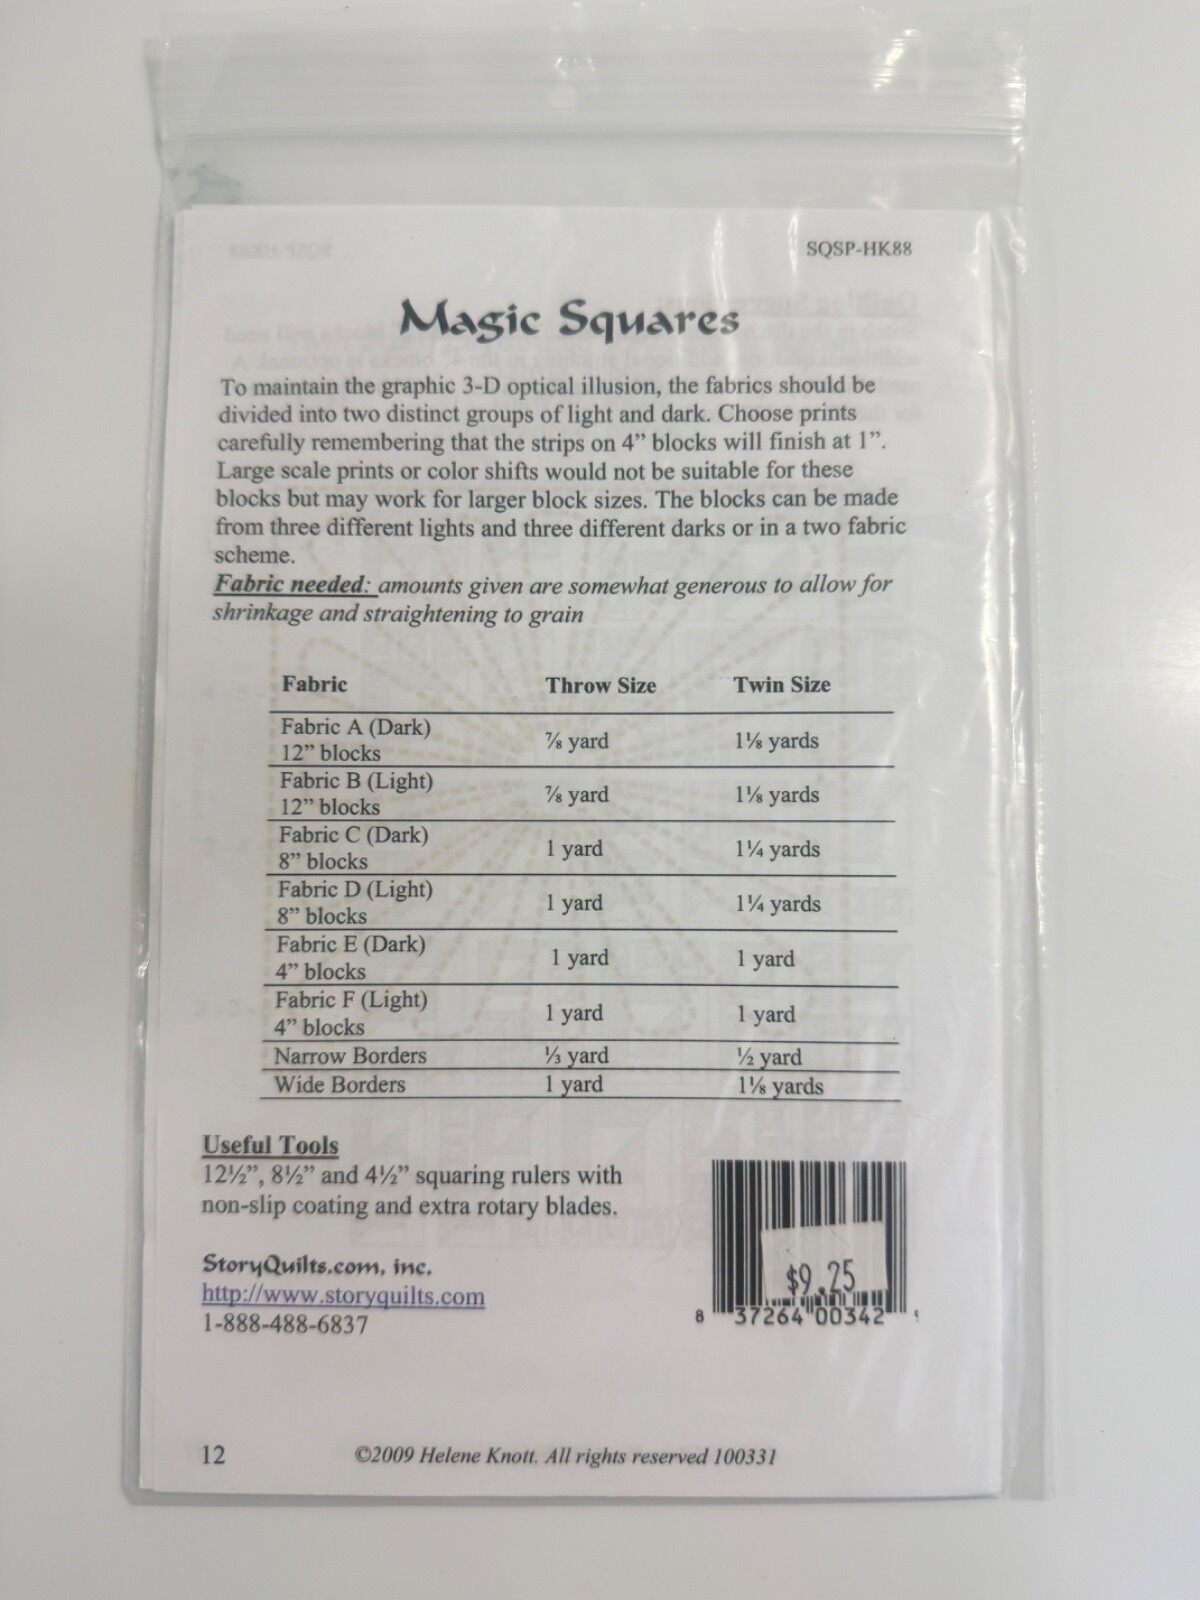 SQSP-HK88
Magic Squares
To maintain the graphic 3-D optical illusion, the fabrics should be
divided into two distinct groups of light and dark. Choose prints
carefully remembering that the strips on 4” blocks will finish at 1”.
Large scale prints or color shifts would not be suitable for these
blocks but may work for larger block sizes. The blocks can be made
from three different lights and three different darks or in a two fabric
scheme.
Fabric needed: amounts given are somewhat generous to allow for
shrinkage and straightening to grain
Fabric Throw Size Twin Size
Fabric A (Dark)
12” blocks ⅞ yard 1⅛ yards
Fabric B (Light)
12” blocks ⅞ yard 1⅛ yards
Fabric C (Dark)
8” blocks 1 yard 1¼ yards
Fabric D (Light)
8” blocks 1 yard 1¼ yards
Fabric E (Dark)
4” blocks 1 yard 1 yard
Fabric F (Light)
4” blocks 1 yard 1 yard
Narrow Borders ⅓ yard ½ yard
Wide Borders 1 yard 1⅛ yards
Useful Tools
12½”, 8½” and 4½” squaring rulers with
non-slip coating and extra rotary blades.
StoryQuilts.com, inc.
http://www.storyquilts.com
1-888-488-6837
$9.25
8 37264 00342
12 ©2009 Helene Knott. All rights reserved 100331